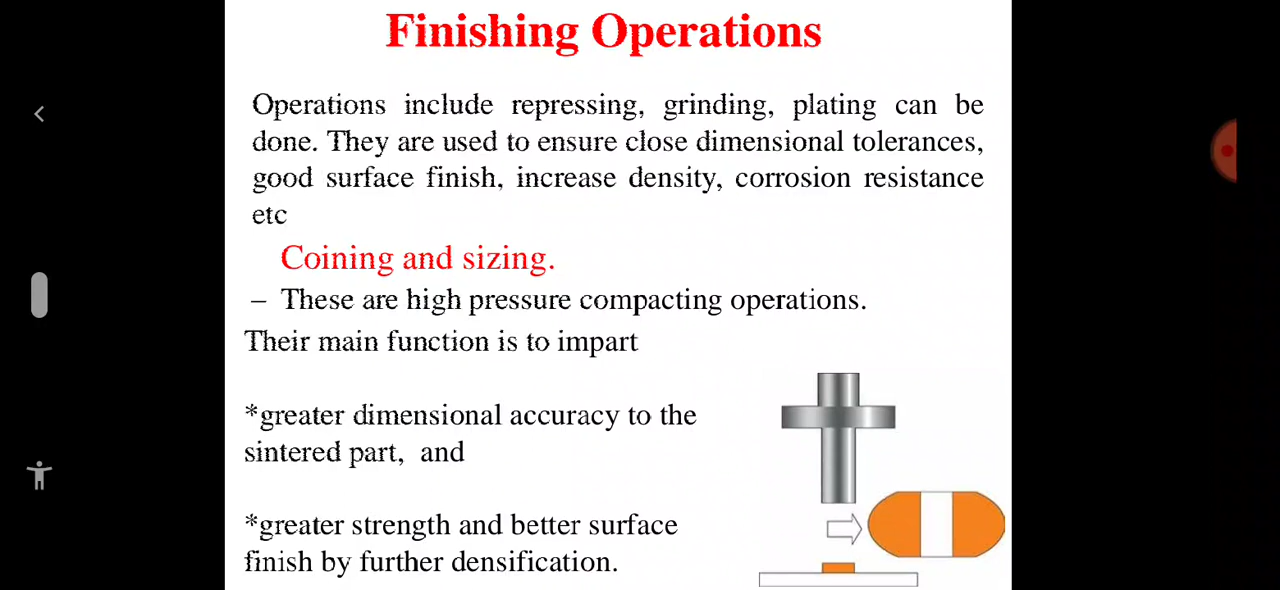 Finishing Operations
Operations include repressing, grinding, plating can be
done. They are used to ensure close dimensional tolerances,
good surface finish, increase density, corrosion resistance
etc
Coining and sizing.
– These are high pressure compacting operations.
Their main function is to impart
*greater dimensional accuracy to the
sintered part, and
*greater strength and better surface
finish by further densification.